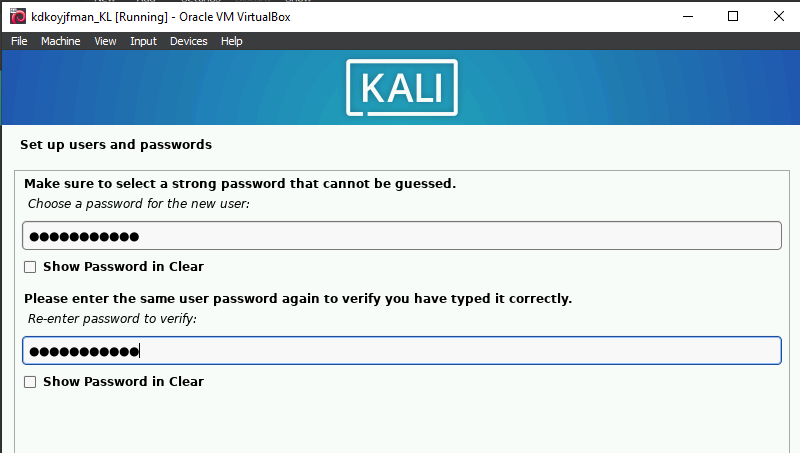 kdkoyjfman_KL [Running] - Oracle VM VirtualBox
File Machine View Input Devices Help
KALI
Set up users and passwords
Make sure to select a strong password that cannot be guessed.
Choose a password for the new user:
●●●●●●●●●●●
Show Password in Clear
Please enter the same user password again to verify you have typed it correctly.
Re-enter password to verify:
●●●●●●●●●●●
Show Password in Clear